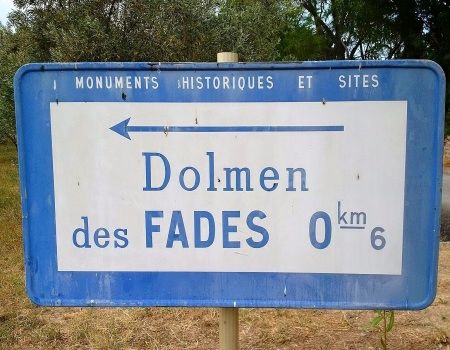 MONUMENTS HISTORIQUES ET SITES
Dolmen
des FADES 0 km 6